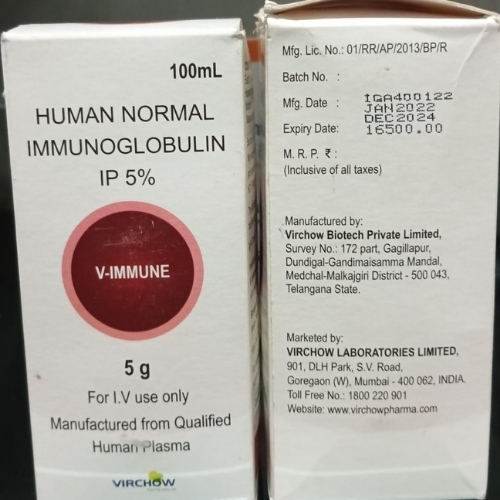 100mL
HUMAN NORMAL
IMMUNOGLOBULIN
IP 5%
V-IMMUNE
5 g
For I.V use only
Manufactured from Qualified
Human Plasma
VIRCHOW
Mfg. Lic. No.: 01/RR/AP/2013/BP/R
Batch No. :
Mfg. Date :
Expiry Date:
M. R. P. ₹ :
(Inclusive of all taxes)
IGA400122
JAN2022
DEC2024
16500.00
Manufactured by:
Virchow Biotech Private Limited,
Survey No.: 172 part, Gagillapur,
Dundigal-Gandimaisamma Mandal,
Medchal-Malkajgiri District - 500 043,
Telangana State.
Marketed by:
VIRCHOW LABORATORIES LIMITED,
901, DLH Park, S.V. Road,
Goregaon (W), Mumbai - 400 062, INDIA.
Toll Free No.: 1800 220 901
Website: www.virchowpharma.com